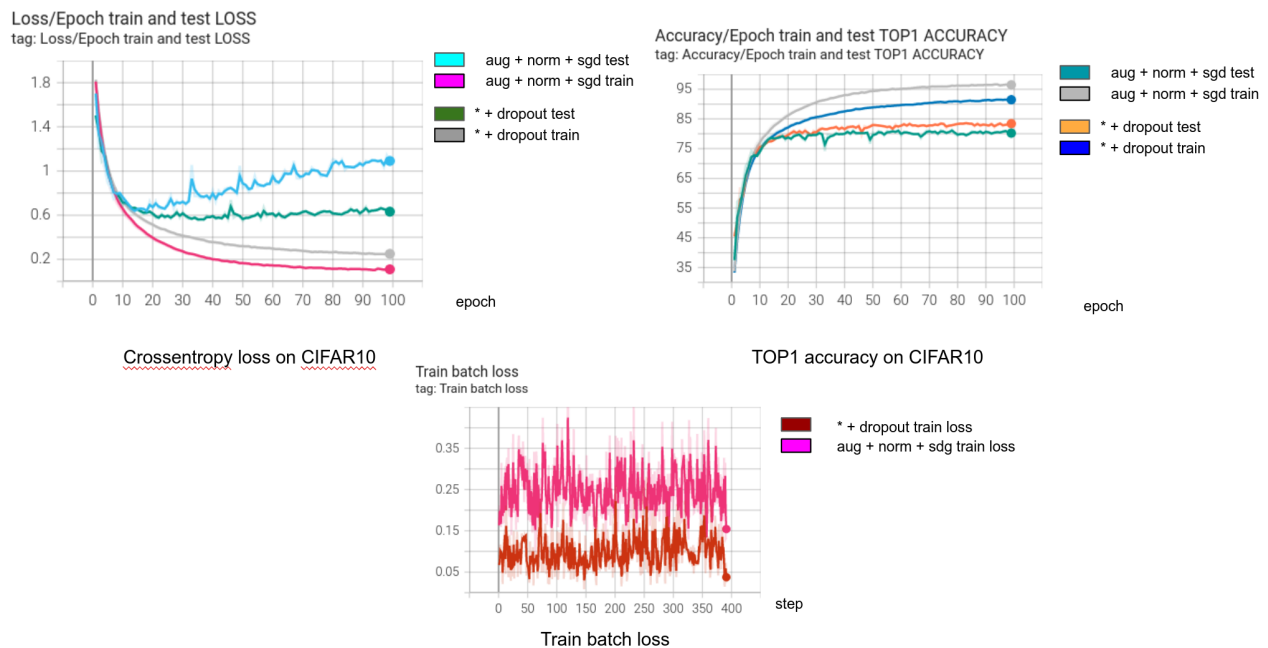 Loss/Epoch train and test LOSS
tag: Loss/Epoch train and test LOSS
1.8
1.4
1
0.6
0.2
0 10 20 30 40 50 60 70 80 90 100
epoch
aug + norm + sgd test
aug + norm + sgd train
* + dropout test
* + dropout train
Crossentropy loss on CIFAR10
Accuracy/Epoch train and test TOP1 ACCURACY
tag: Accuracy/Epoch train and test TOP1 ACCURACY
95
85
75
65
55
45
35
0 10 20 30 40 50 60 70 80 90 100
epoch
aug + norm + sgd test
aug + norm + sgd train
* + dropout test
* + dropout train
TOP1 accuracy on CIFAR10
Train batch loss
tag: Train batch loss
0.35
0.25
0.15
0.05
0 50 100 150 200 250 300 350 400
step
* + dropout train loss
aug + norm + sdg train loss
Train batch loss